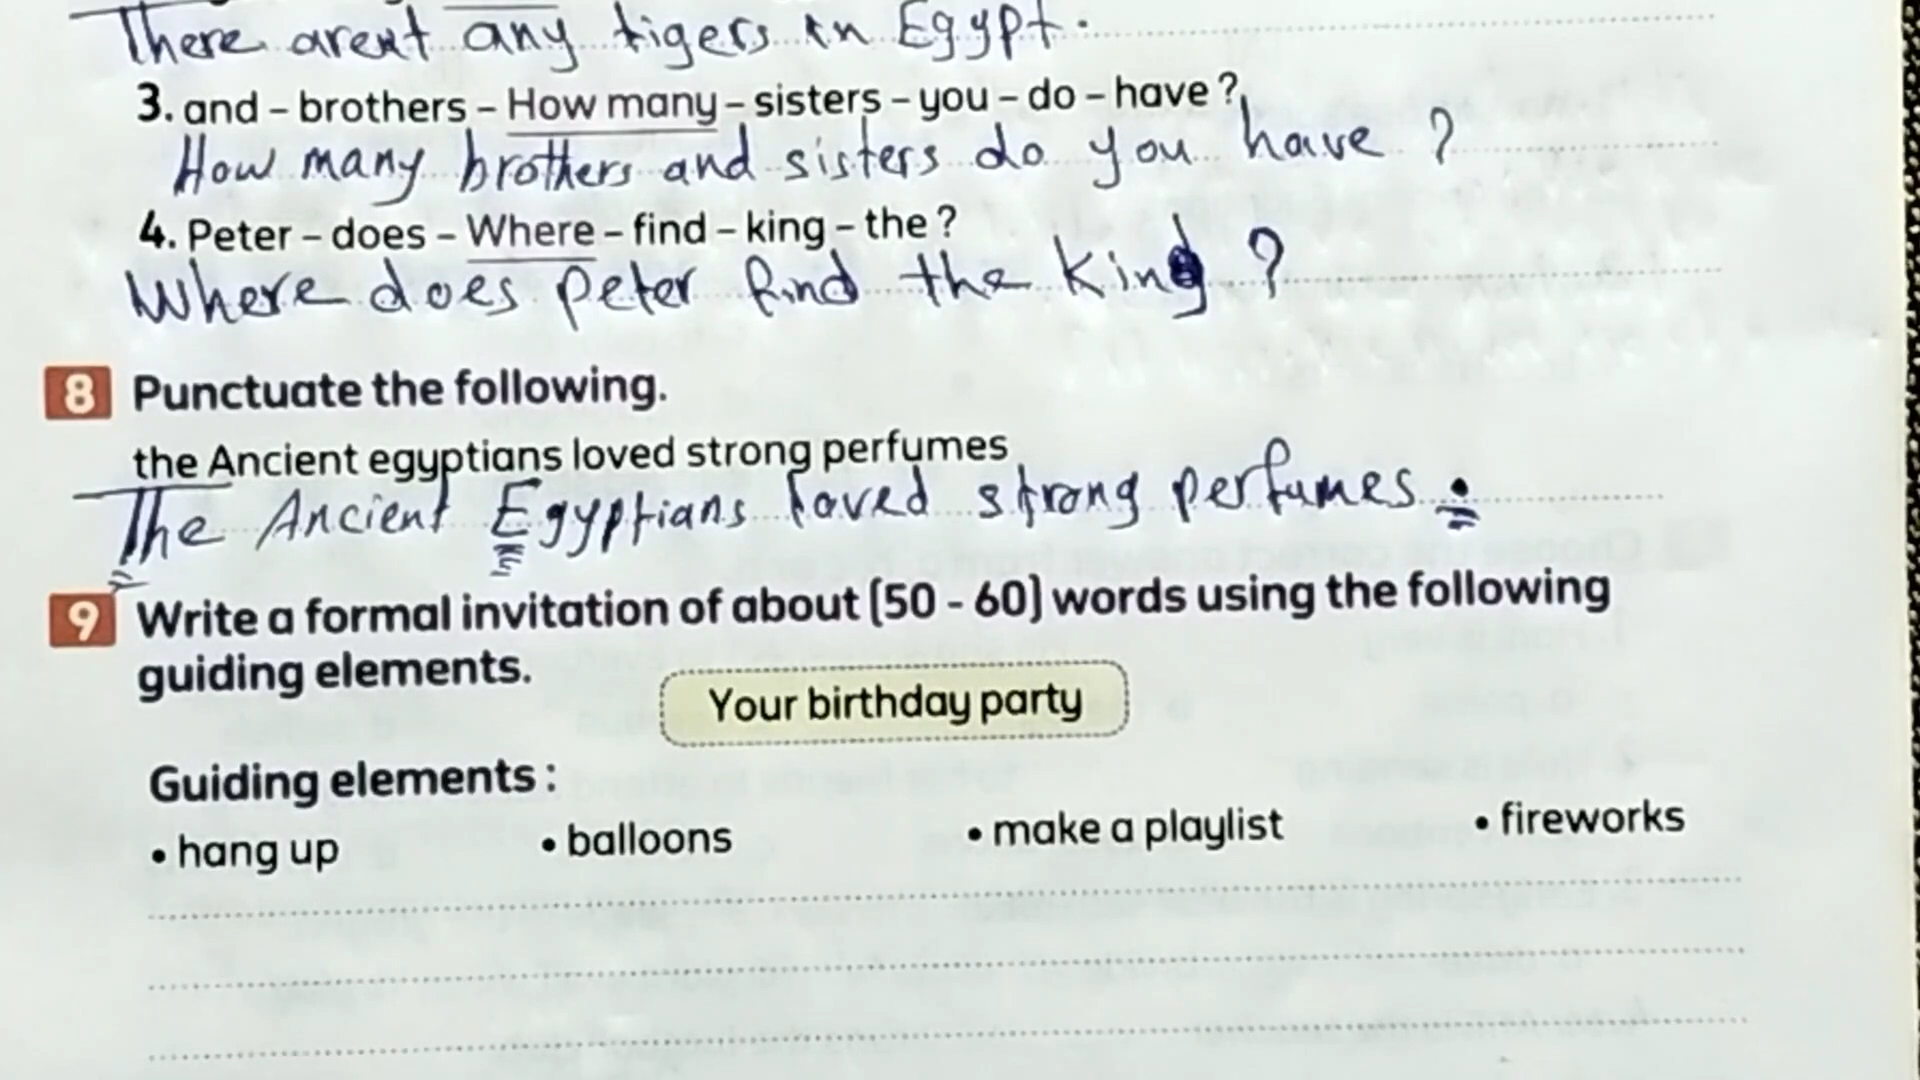 There arent any tigers in Egypt.
3. and – brothers – How many – sisters – you – do – have ?
How many brothers and sisters do you have ?
4. Peter – does – Where – find – king – the ?
Where does peter find the king ?
8 Punctuate the following.
the Ancient egyptians loved strong perfumes
The Ancient Egyptians loved strong perfumes .
9 Write a formal invitation of about (50 - 60) words using the following
guiding elements.
Your birthday party
Guiding elements :
• hang up • balloons • make a playlist • fireworks